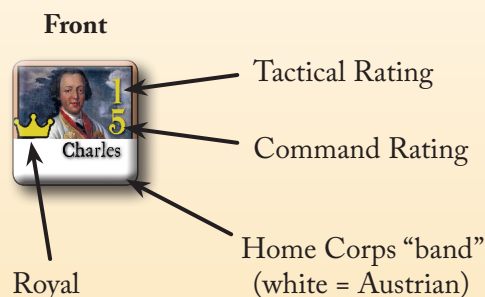 Front
Tactical Rating
1
5
Command Rating
Charles
Home Corps “band”
(white = Austrian)
Royal